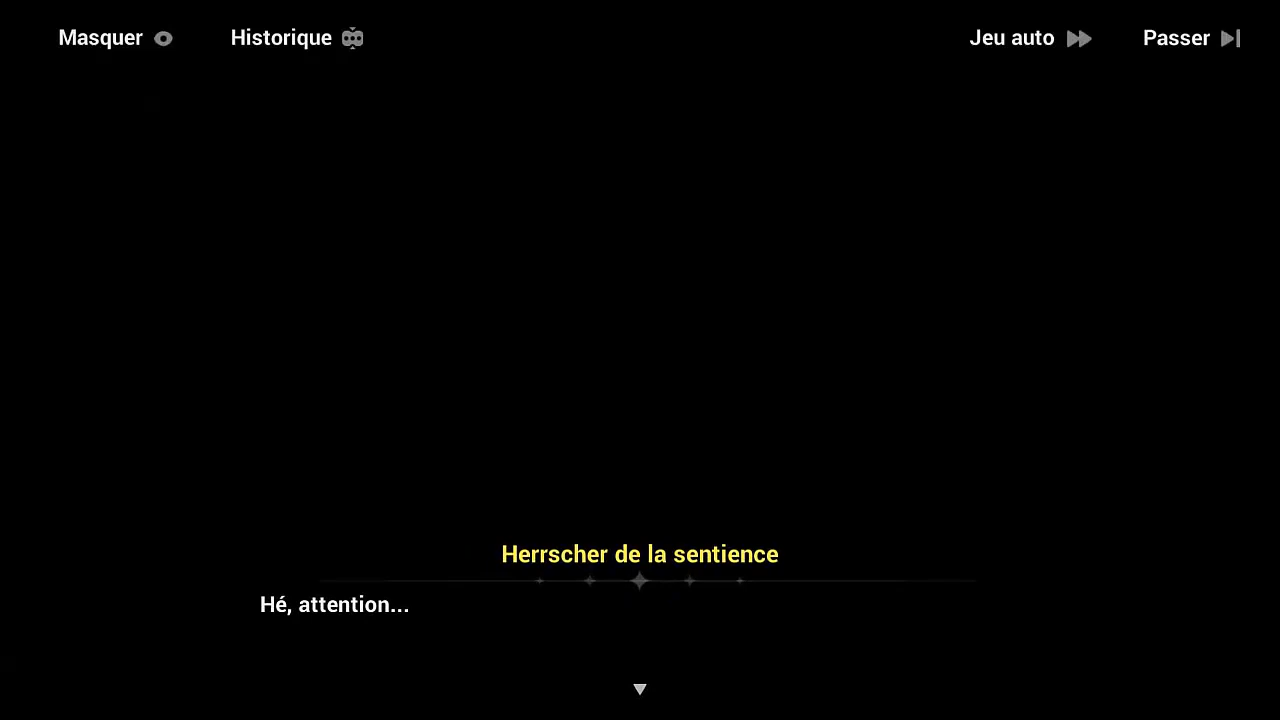 Masquer Historique Jeu auto Passer
Herrscher de la sentience
Hé, attention...